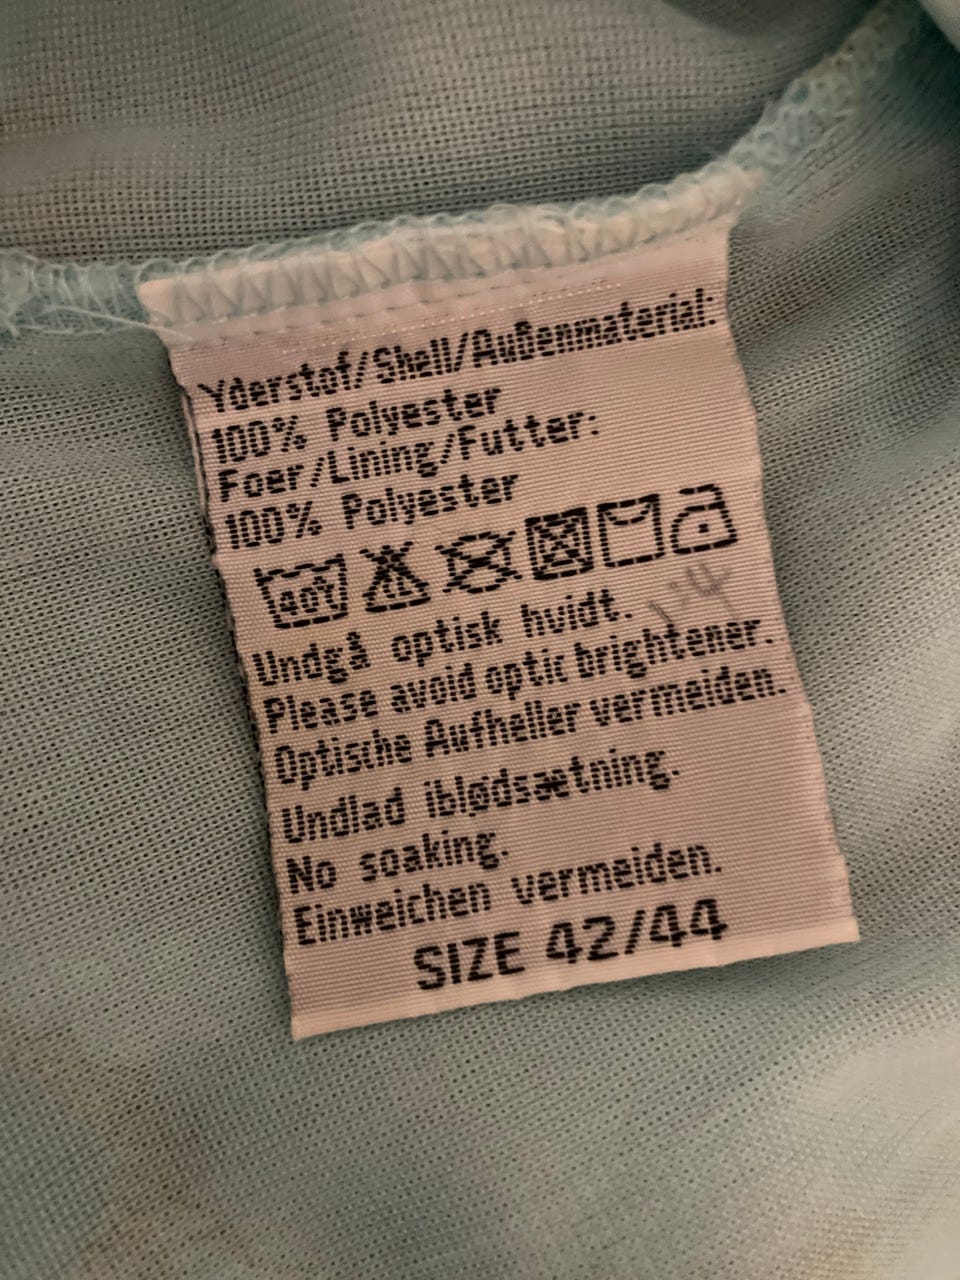 Yderstof/Shell/Außenmaterial:
100% Polyester
Foer/Lining/Futter:
100% Polyester
40°
Undgå optisk hvidt.
Please avoid optic brightener.
Optische Aufheller vermeiden.
Undlad iblødsætning.
No soaking.
Einweichen vermeiden.
SIZE 42/44